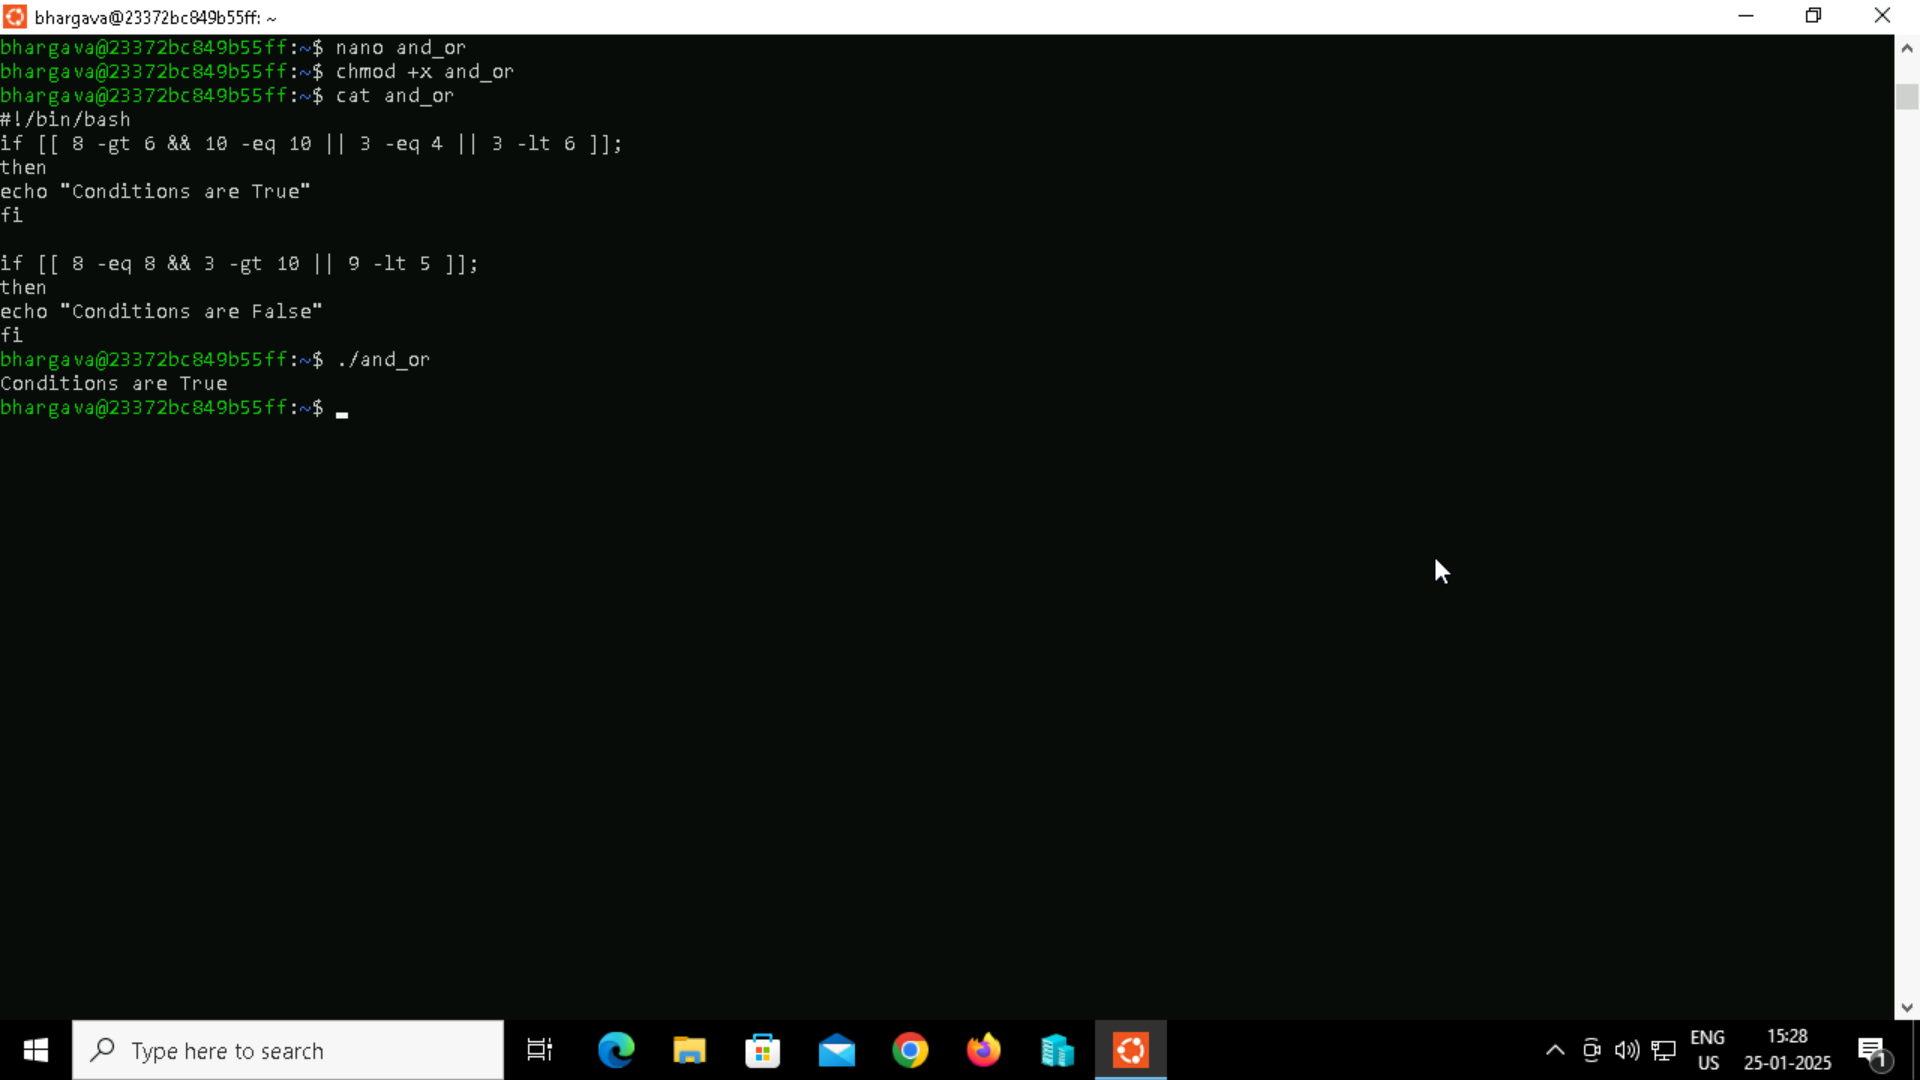 bhargava@23372bc849b55ff: ~
bhargava@23372bc849b55ff:~$ nano and_or
bhargava@23372bc849b55ff:~$ chmod +x and_or
bhargava@23372bc849b55ff:~$ cat and_or
#!/bin/bash
if [[ 8 -gt 6 && 10 -eq 10 || 3 -eq 4 || 3 -lt 6 ]];
then
echo "Conditions are True"
fi
if [[ 8 -eq 8 && 3 -gt 10 || 9 -lt 5 ]];
then
echo "Conditions are False"
fi
bhargava@23372bc849b55ff:~$ ./and_or
Conditions are True
bhargava@23372bc849b55ff:~$
Type here to search
ENG
US
15:28
25-01-2025
1